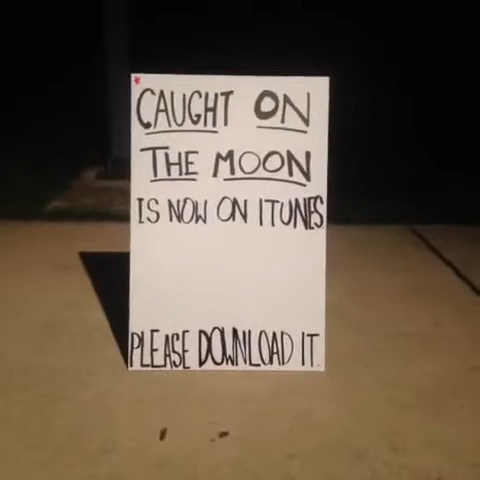 CAUGHT ON
THE MOON
IS NOW ON ITUNES
PLEASE DOWNLOAD IT.